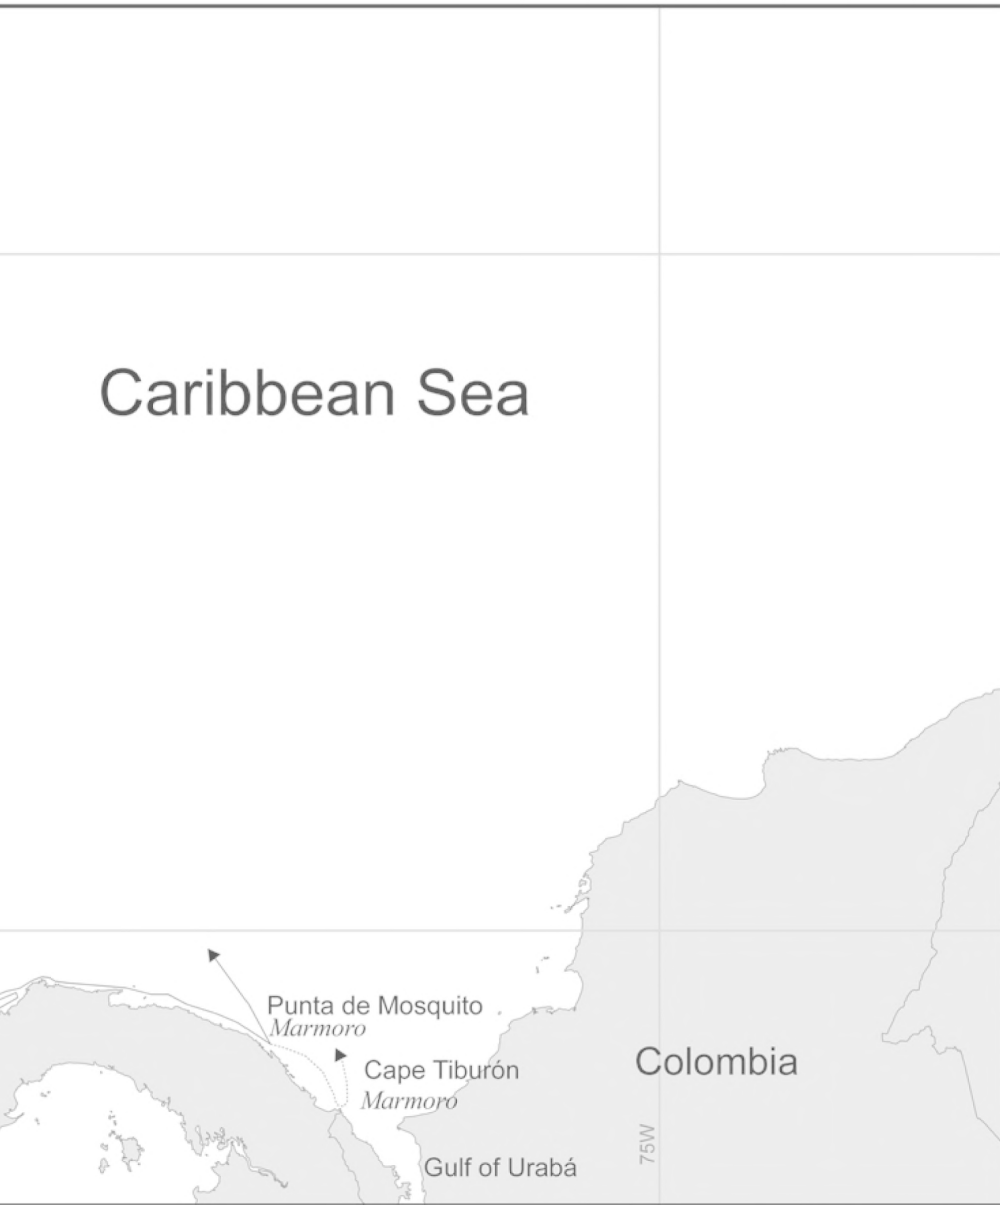 Caribbean Sea
Punta de Mosquito
Marmoro
Cape Tiburón
Marmoro
Colombia
75W
Gulf of Urabá